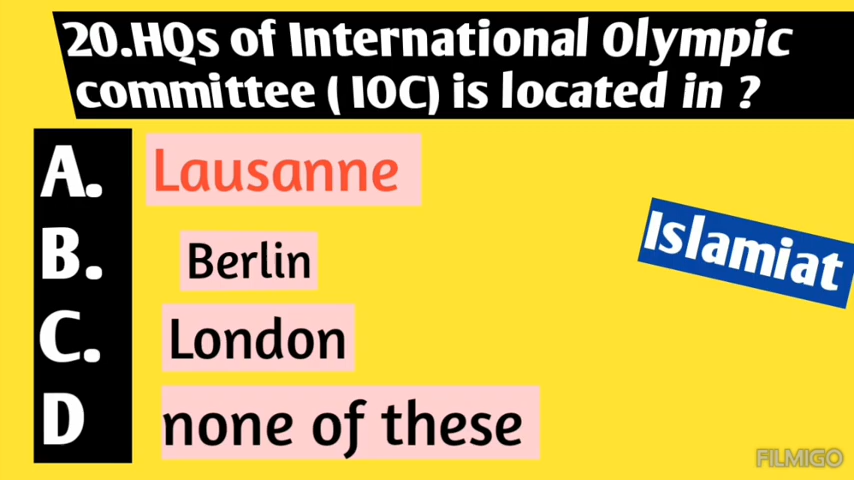 20.HQs of International Olympic
committee ( IOC) is located in ?
A. Lausanne
B. Berlin
C. London
D none of these
Islamiat
FILMIGO